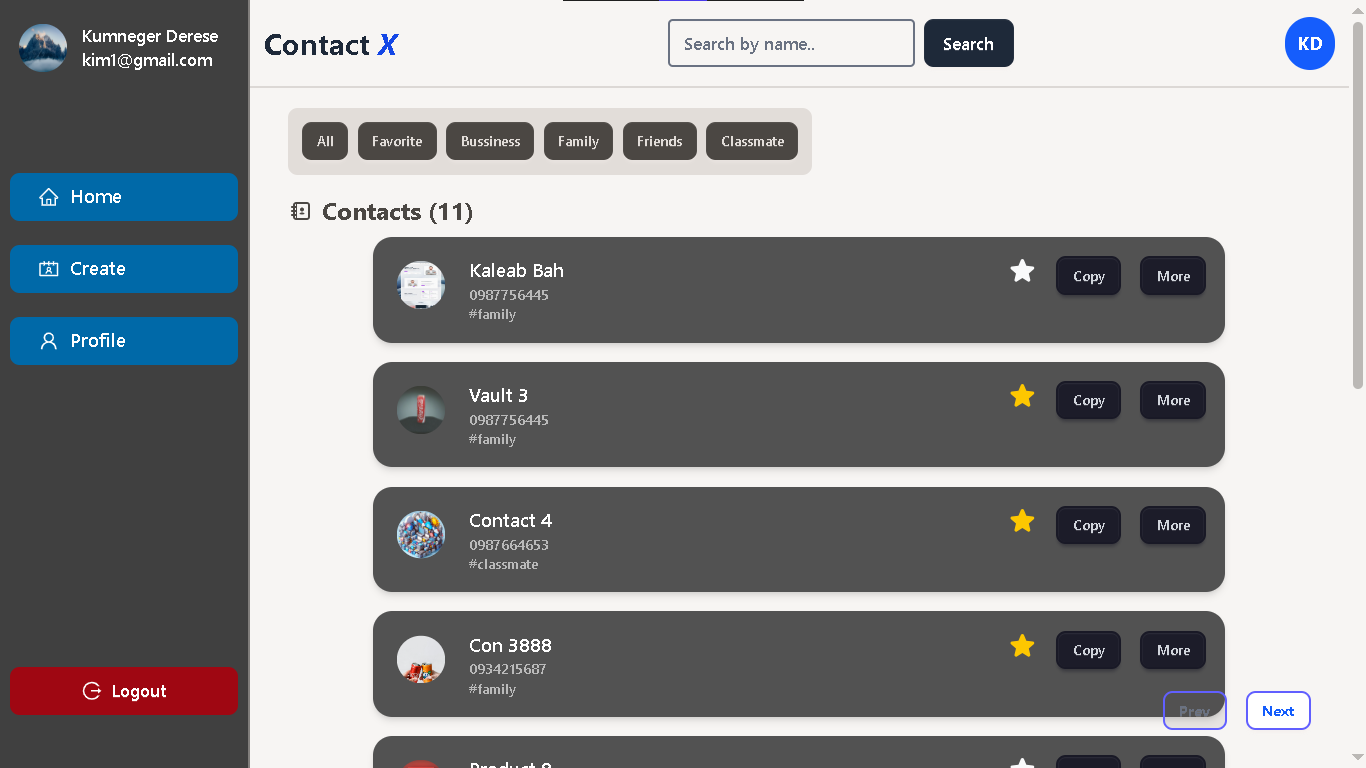 Kumneger Derese
kim1@gmail.com
Home
Create
Profile
Logout
Contact X
Search by name..
Search
KD
All
Favorite
Bussiness
Family
Friends
Classmate
Contacts (11)
Kaleab Bah
0987756445
#family
Copy
More
Vault 3
0987756445
#family
Copy
More
Contact 4
0987664653
#classmate
Copy
More
Con 3888
0934215687
#family
Copy
More
Prev
Next
Product 8